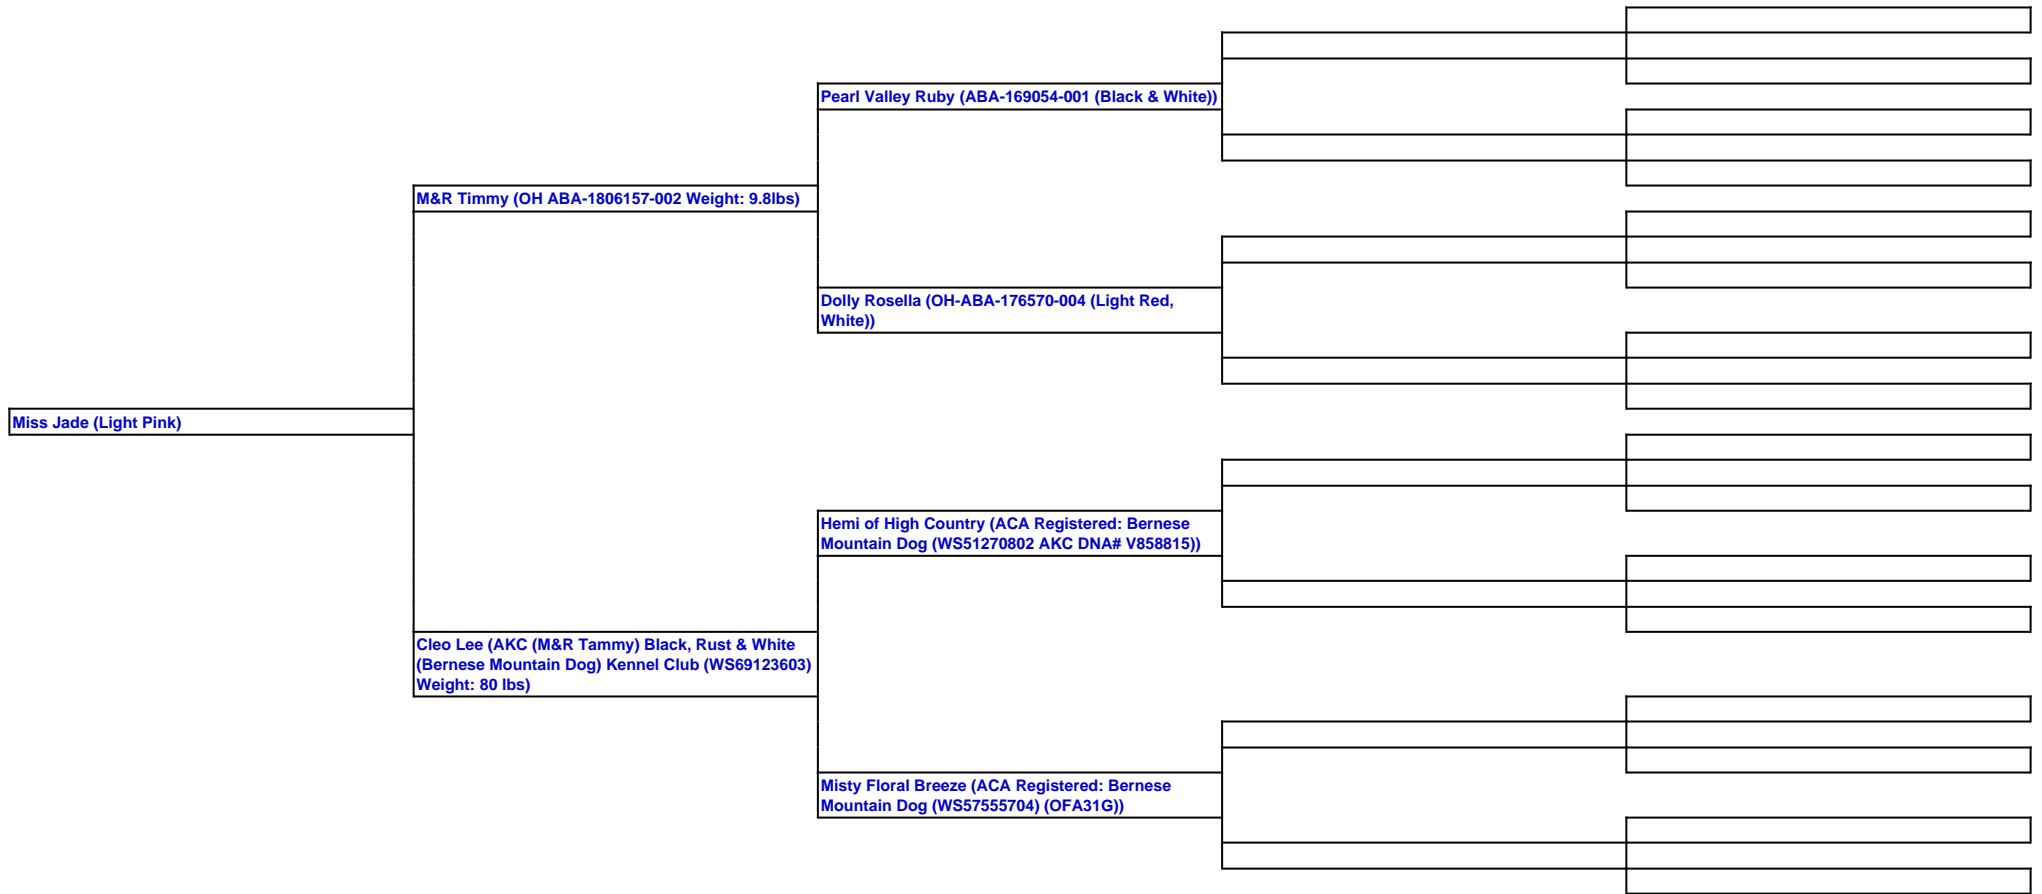 Pearl Valley Ruby (ABA-169054-001 (Black & White))
M&R Timmy (OH ABA-1806157-002 Weight: 9.8lbs)
Dolly Rosella (OH-ABA-176570-004 (Light Red,
White))
Miss Jade (Light Pink)
Hemi of High Country (ACA Registered: Bernese
Mountain Dog (WS51270802 AKC DNA# V858815))
Cleo Lee (AKC (M&R Tammy) Black, Rust & White
(Bernese Mountain Dog) Kennel Club (WS69123603)
Weight: 80 lbs)
Misty Floral Breeze (ACA Registered: Bernese
Mountain Dog (WS57555704) (OFA31G))